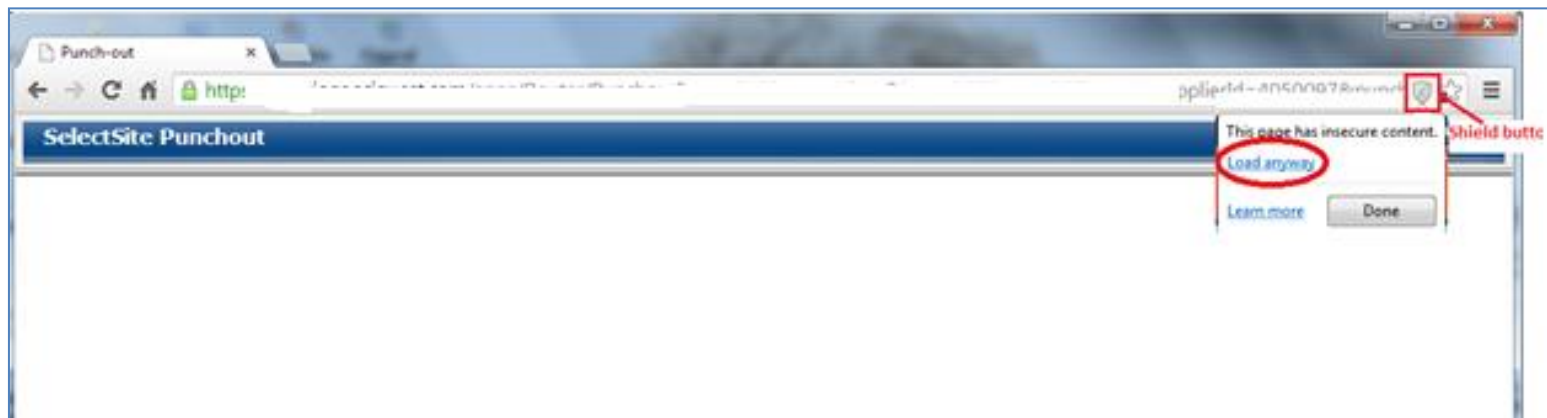 Punch-out
https:
SelectSite Punchout
This page has insecure content.
Shield butto
Load anyway
Learn more
Done